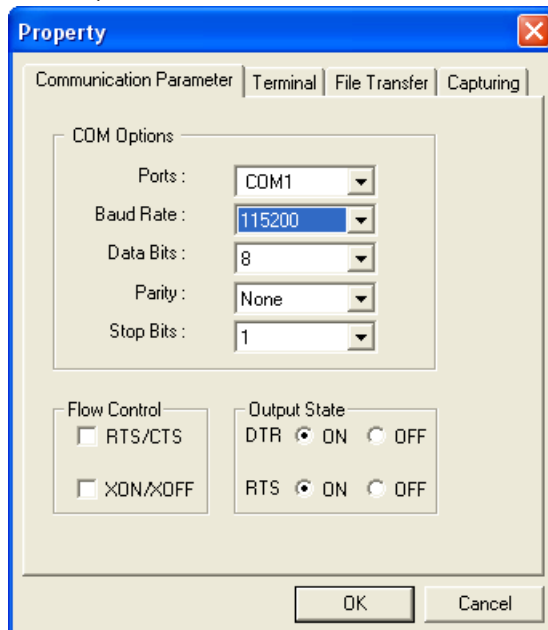 Property
Communication Parameter Terminal File Transfer Capturing
COM Options
Ports : COM1
Baud Rate : 115200
Data Bits : 8
Parity : None
Stop Bits : 1
Flow Control
RTS/CTS
XON/XOFF
Output State
DTR ON OFF
RTS ON OFF
OK Cancel